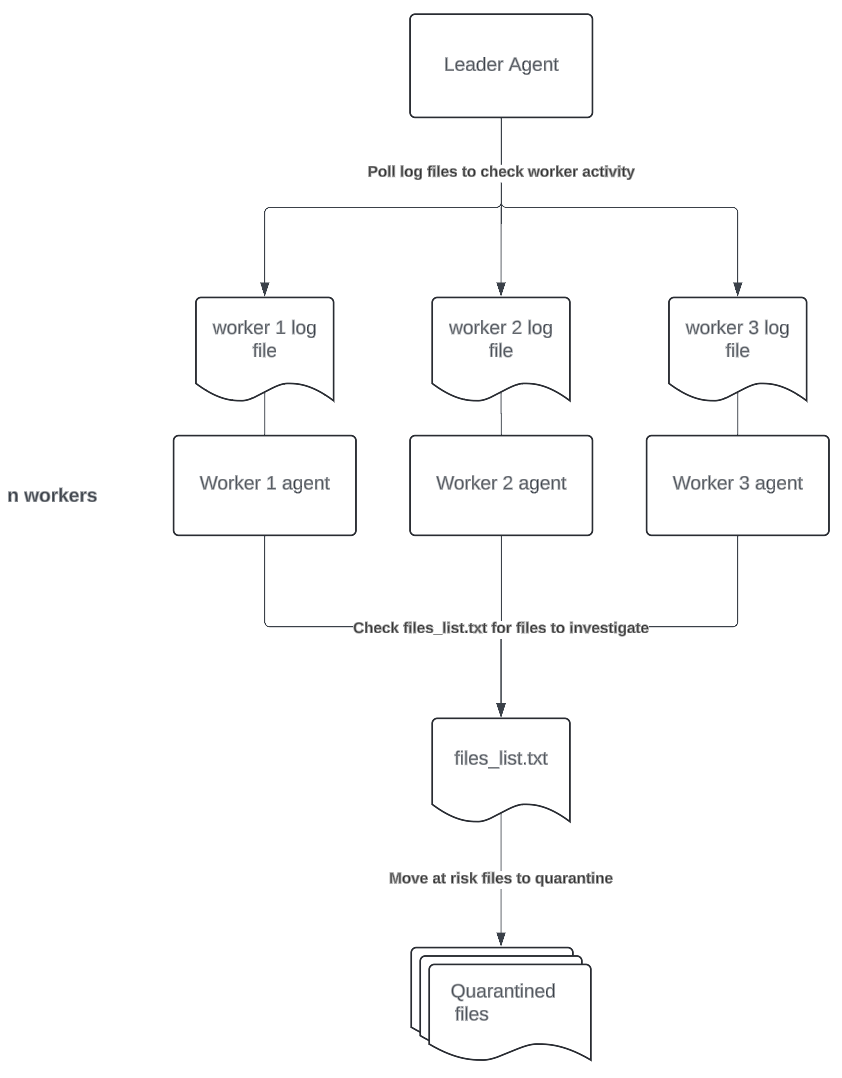 Leader Agent
Poll log files to check worker activity
worker 1 log
file
worker 2 log
file
worker 3 log
file
n workers
Worker 1 agent
Worker 2 agent
Worker 3 agent
Check files_list.txt for files to investigate
files_list.txt
Move at risk files to quarantine
Quarantined
files